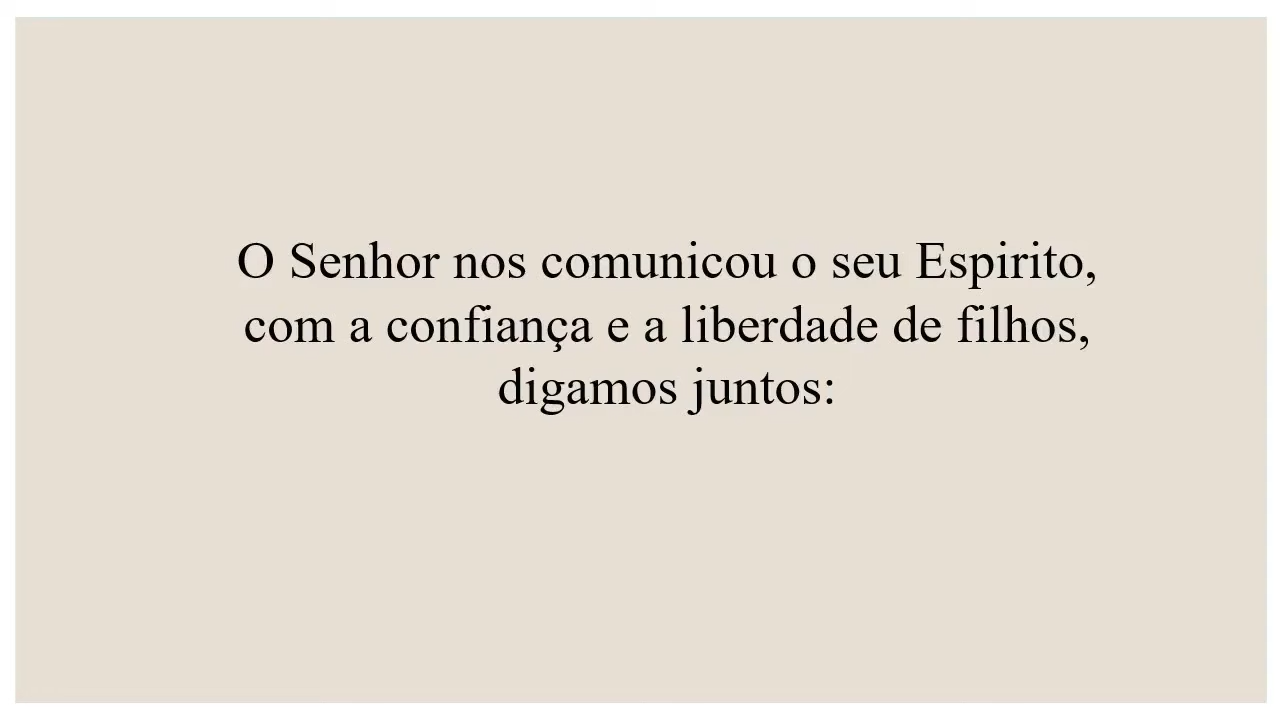 O Senhor nos comunicou o seu Espirito,
com a confiança e a liberdade de filhos,
digamos juntos: